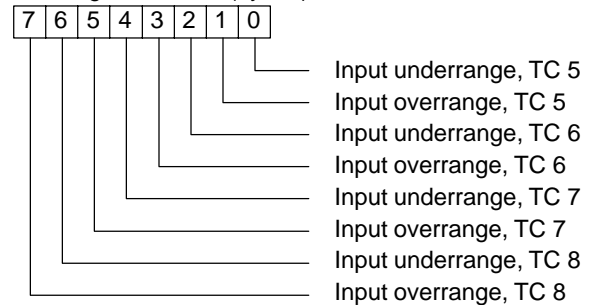 7 6 5 4 3 2 1 0
Input underrange, TC 5
Input overrange, TC 5
Input underrange, TC 6
Input overrange, TC 6
Input underrange, TC 7
Input overrange, TC 7
Input underrange, TC 8
Input overrange, TC 8